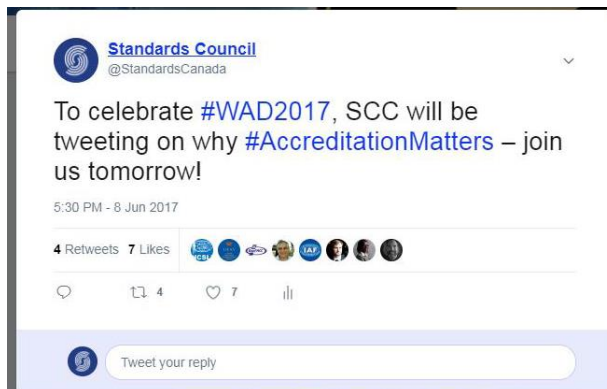 Standards Council
@StandardsCanada
To celebrate #WAD2017, SCC will be
tweeting on why #AccreditationMatters – join
us tomorrow!
5:30 PM - 8 Jun 2017
4 Retweets 7 Likes
4 7
Tweet your reply